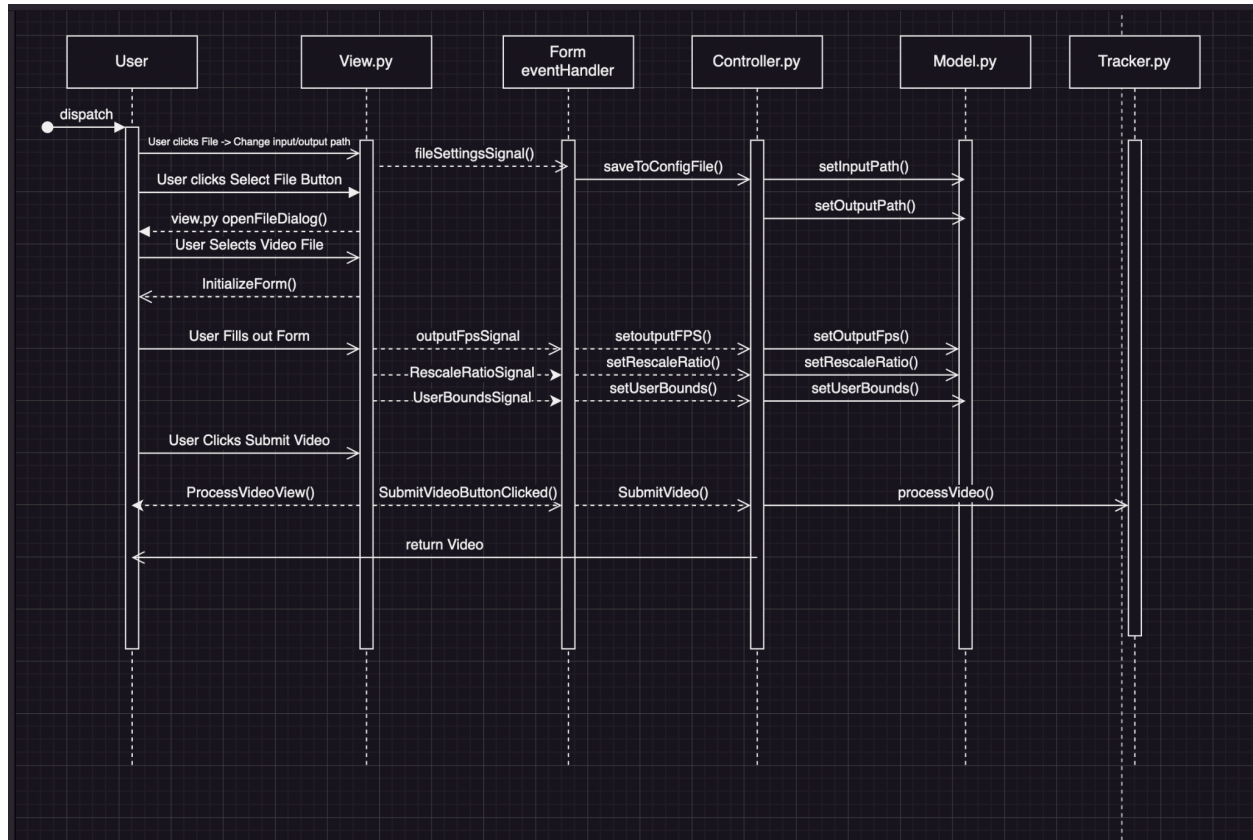 User
View.py
Form
eventHandler
Controller.py
Model.py
Tracker.py
dispatch
User clicks File -> Change input/output path
fileSettingsSignal()
saveToConfigFile()
setInputPath()
User clicks Select File Button
setOutputPath()
view.py openFileDialog()
User Selects Video File
InitializeForm()
User Fills out Form
outputFpsSignal
setoutputFPS()
setOutputFps()
RescaleRatioSignal
setRescaleRatio()
setRescaleRatio()
UserBoundsSignal
setUserBounds()
setUserBounds()
User Clicks Submit Video
ProcessVideoView()
SubmitVideoButtonClicked()
SubmitVideo()
processVideo()
return Video